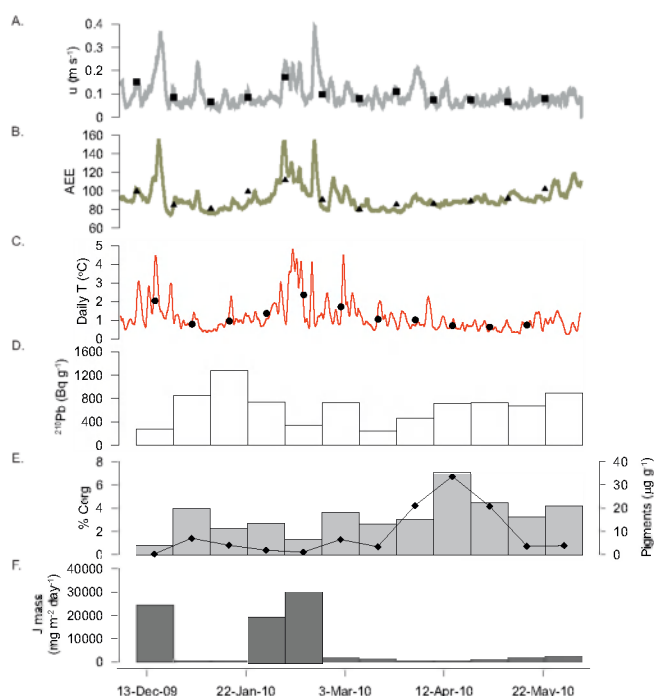 A.
u (m s-1)
0.4
0.3
0.2
0.1
0
B.
AEE
160
140
120
100
80
60
C.
Daily T (°C)
5
4
3
2
1
0
D.
210Pb (Bq g-1)
1600
1200
800
400
0
E.
% Corg
8
6
4
2
0
Pigments (µg g-1)
40
30
20
10
0
F.
J mass
(mg m-2 day-1)
40000
30000
20000
10000
0
13-Dec-09 22-Jan-10 3-Mar-10 12-Apr-10 22-May-10